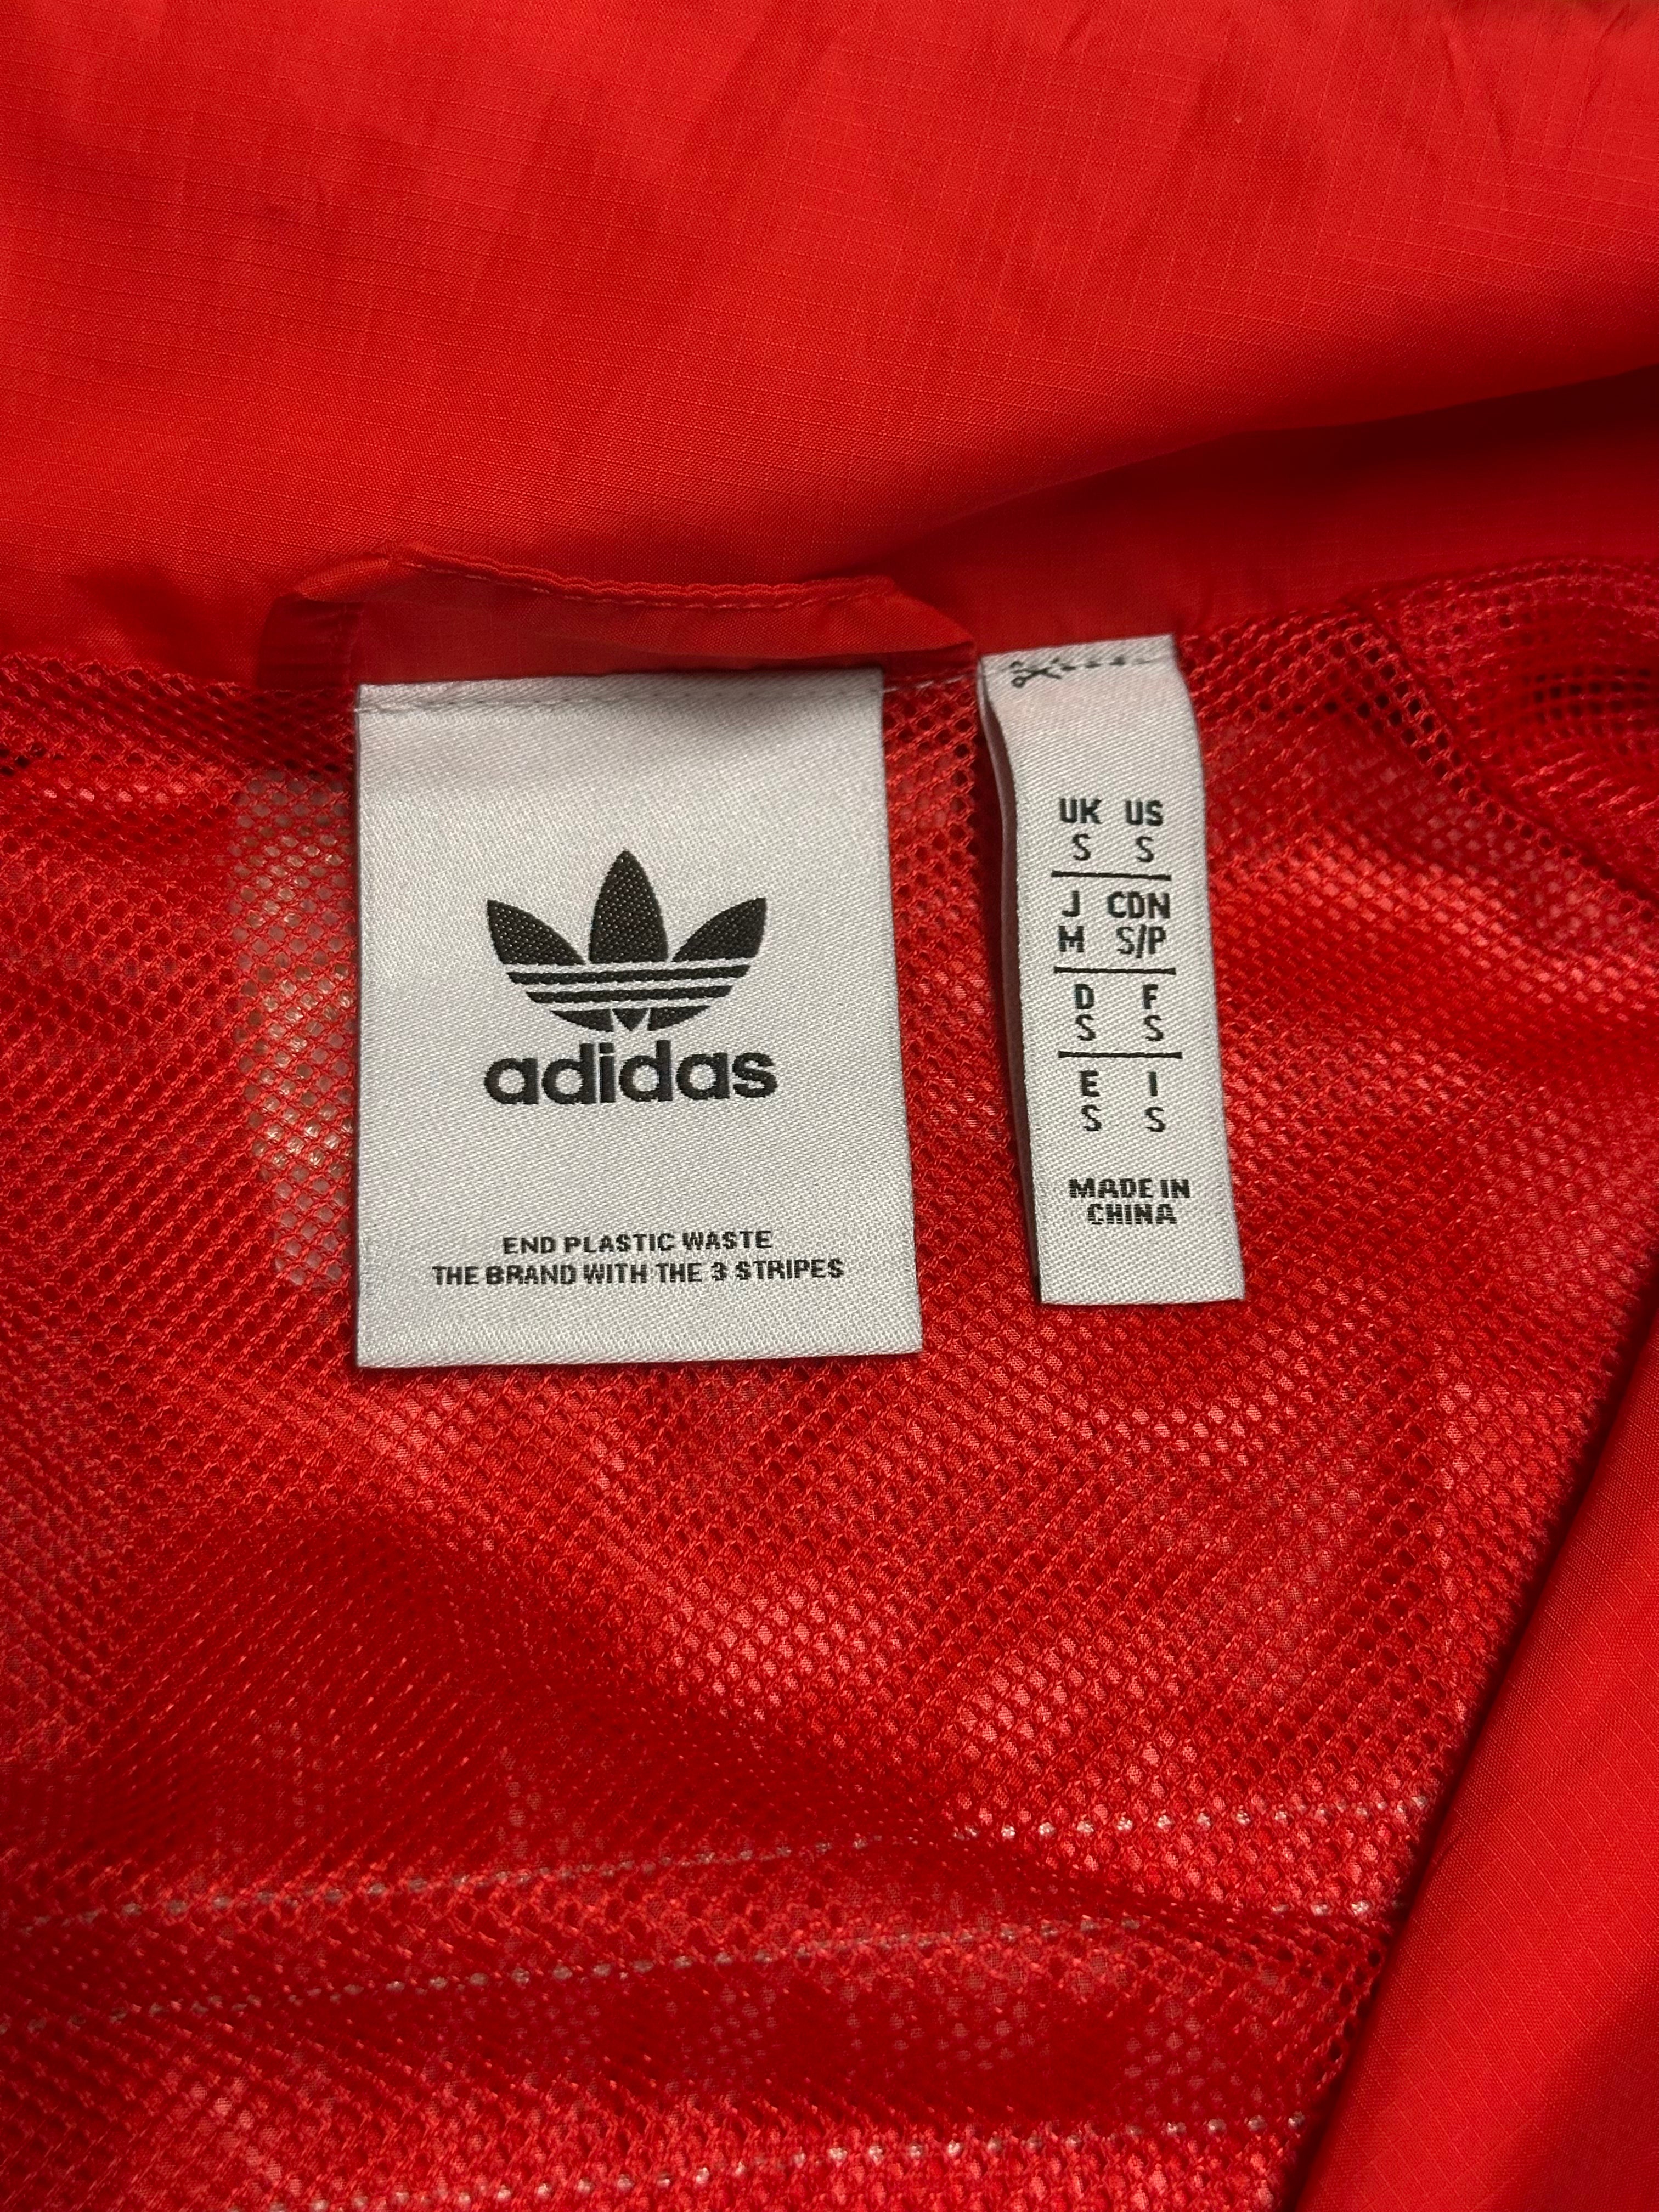 adidas
END PLASTIC WASTE
THE BRAND WITH THE 3 STRIPES
UK US
S S
J CDN
M S/P
D F
S S
E I
S S
MADE IN
CHINA